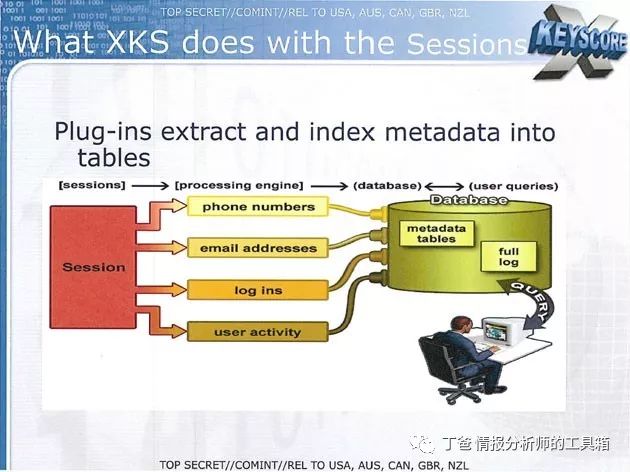 TOP SECRET//COMINT//REL TO USA, AUS, CAN, GBR, NZL
What XKS does with the Sessions
X
KEYSCORE
Plug-ins extract and index metadata into
tables
[sessions] → [processing engine] → (database) ↔ (user queries)
Session
phone numbers
email addresses
log ins
user activity
Database
metadata
tables
full
log
QUERY
丁爸 情报分析师的工具箱
TOP SECRET//COMINT//REL TO USA, AUS, CAN, GBR, NZL